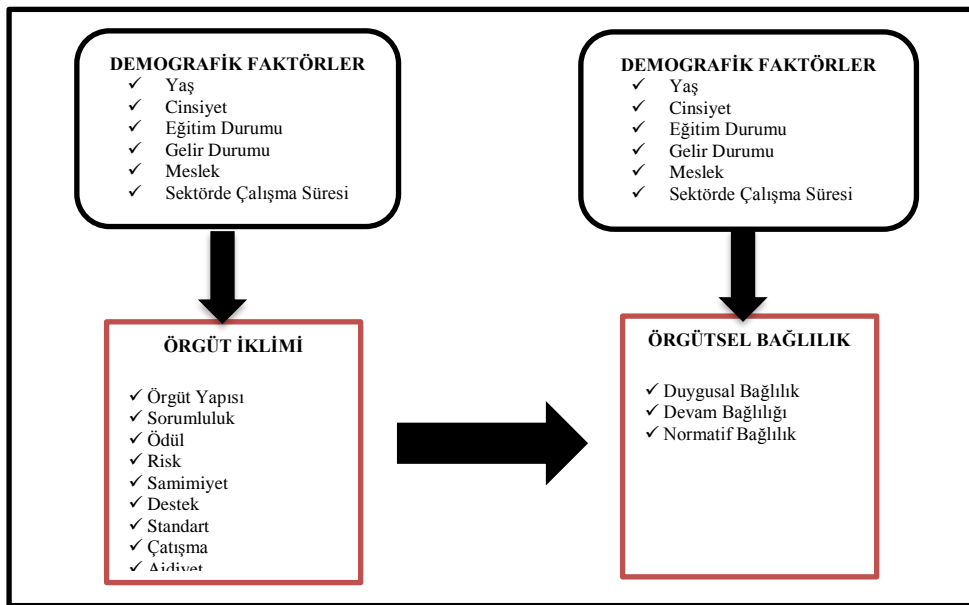 DEMOGRAFİK FAKTÖRLER
✓ Yaş
✓ Cinsiyet
✓ Eğitim Durumu
✓ Gelir Durumu
✓ Meslek
✓ Sektörde Çalışma Süresi
DEMOGRAFİK FAKTÖRLER
✓ Yaş
✓ Cinsiyet
✓ Eğitim Durumu
✓ Gelir Durumu
✓ Meslek
✓ Sektörde Çalışma Süresi
ÖRGÜT İKLİMİ
✓ Örgüt Yapısı
✓ Sorumluluk
✓ Ödül
✓ Risk
✓ Samimiyet
✓ Destek
✓ Standart
✓ Çatışma
✓ Aidiyet
ÖRGÜTSEL BAĞLILIK
✓ Duygusal Bağlılık
✓ Devam Bağlılığı
✓ Normatif Bağlılık